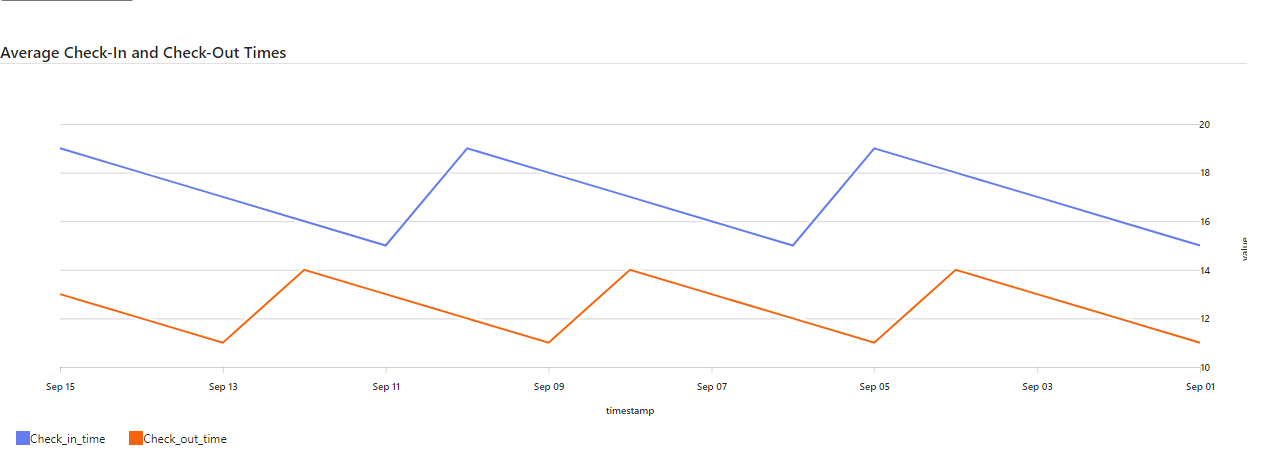 Average Check-In and Check-Out Times
20
18
16
14
12
10
value
Sep 15 Sep 13 Sep 11 Sep 09 Sep 07 Sep 05 Sep 03 Sep 01
timestamp
Check_in_time Check_out_time